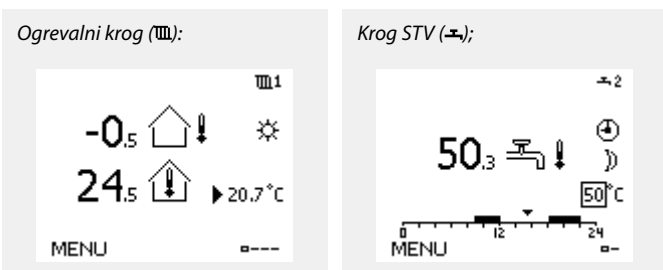 Ogrevalni krog ():
1
-0.5
24.5
20.7°C
MENU
Krog STV ();
2
50.3
50°C
0 12 24
MENU